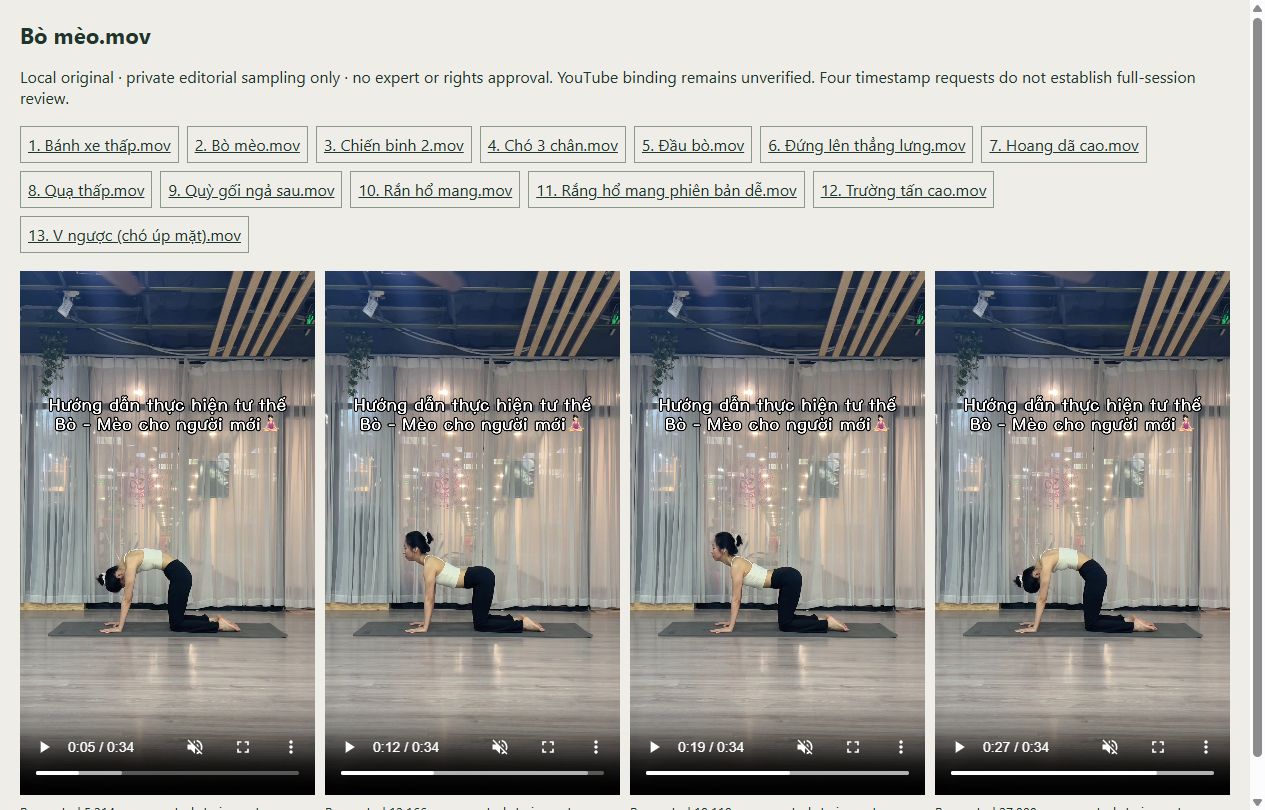 Bò mèo.mov
Local original · private editorial sampling only · no expert or rights approval. YouTube binding remains unverified. Four timestamp requests do not establish full-session
review.
1. Bánh xe thấp.mov 2. Bò mèo.mov 3. Chiến binh 2.mov 4. Chó 3 chân.mov 5. Đầu bò.mov 6. Đứng lên thẳng lưng.mov 7. Hoang dã cao.mov
8. Quạ thấp.mov 9. Quỳ gối ngả sau.mov 10. Rắn hổ mang.mov 11. Rắng hổ mang phiên bản dễ.mov 12. Trường tấn cao.mov
13. V ngược (chó úp mặt).mov
Hướng dẫn thực hiện tư thế
Bò - Mèo cho người mới
0:05 / 0:34
Hướng dẫn thực hiện tư thế
Bò - Mèo cho người mới
0:12 / 0:34
Hướng dẫn thực hiện tư thế
Bò - Mèo cho người mới
0:19 / 0:34
Hướng dẫn thực hiện tư thế
Bò - Mèo cho người mới
0:27 / 0:34